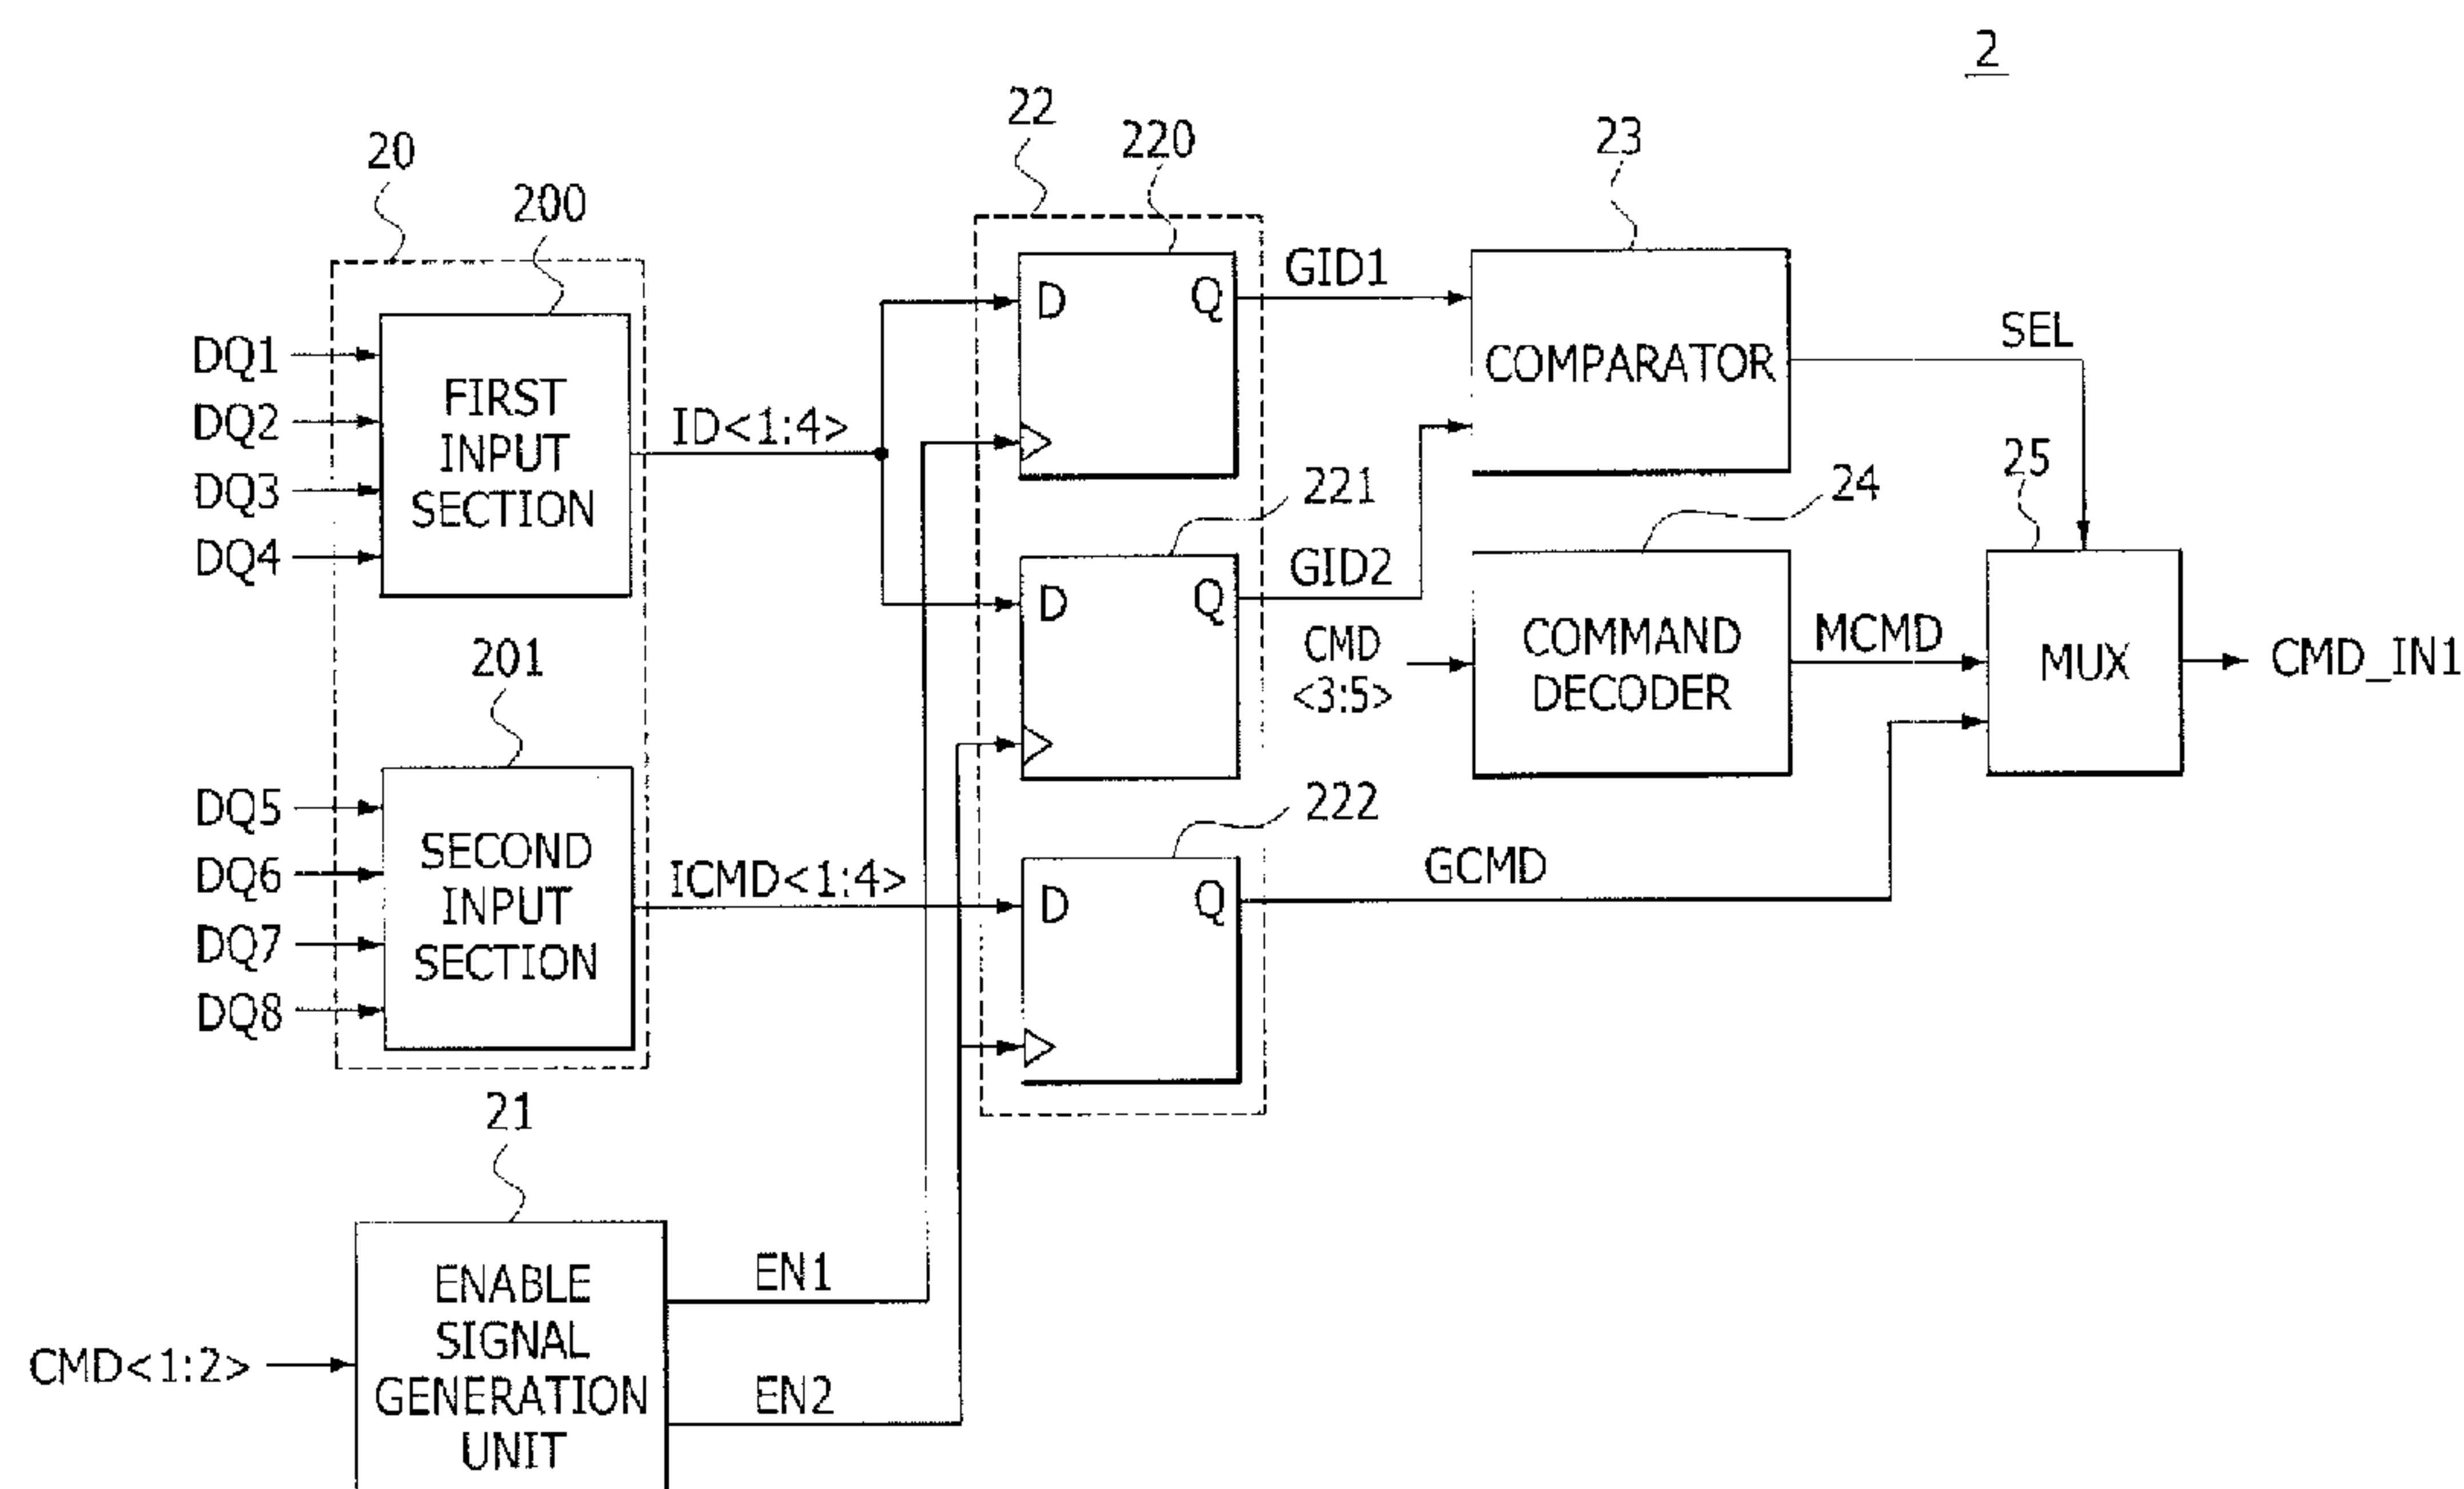 2
20
200
DQ1
DQ2
DQ3
DQ4
FIRST
INPUT
SECTION
ID<1:4>
201
DQ5
DQ6
DQ7
DQ8
SECOND
INPUT
SECTION
ICMD<1:4>
21
CMD<1:2>
ENABLE
SIGNAL
GENERATION
UNIT
EN1
EN2
22
220
D
Q
GID1
221
D
Q
GID2
222
D
Q
GCMD
23
COMPARATOR
SEL
24
CMD
<3:5>
COMMAND
DECODER
MCMD
25
MUX
CMD_IN1